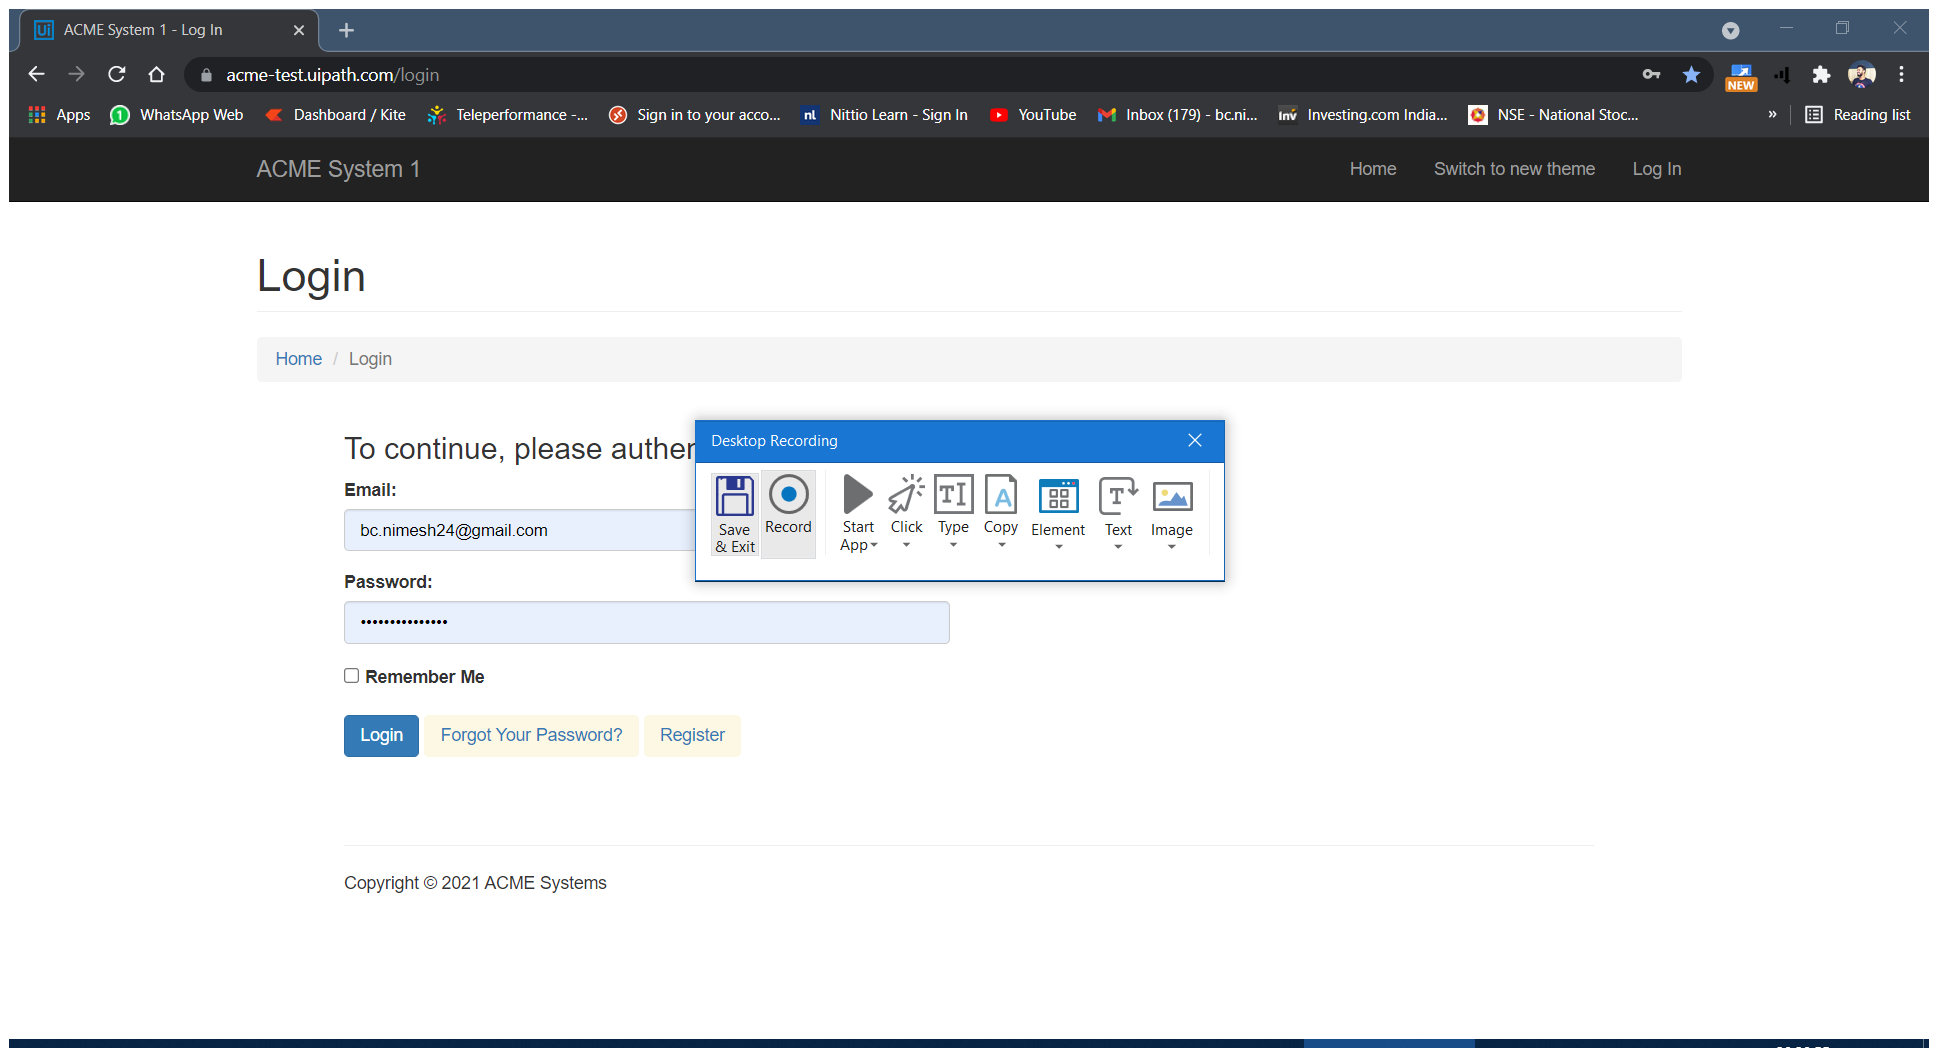 Ui ACME System 1 - Log In
acme-test.uipath.com/login
NEW
Apps
1 WhatsApp Web
Dashboard / Kite
Teleperformance -...
Sign in to your acco...
nl Nittio Learn - Sign In
YouTube
Inbox (179) - bc.ni...
Inv Investing.com India...
NSE - National Stoc...
»
Reading list
ACME System 1
Home
Switch to new theme
Log In
Login
Home / Login
To continue, please auther
Email:
bc.nimesh24@gmail.com
Password:
•••••••••••••••
Remember Me
Login
Forgot Your Password?
Register
Desktop Recording
Save
& Exit
Record
Start
App
Click
Type
Copy
Element
Text
Image
Copyright © 2021 ACME Systems